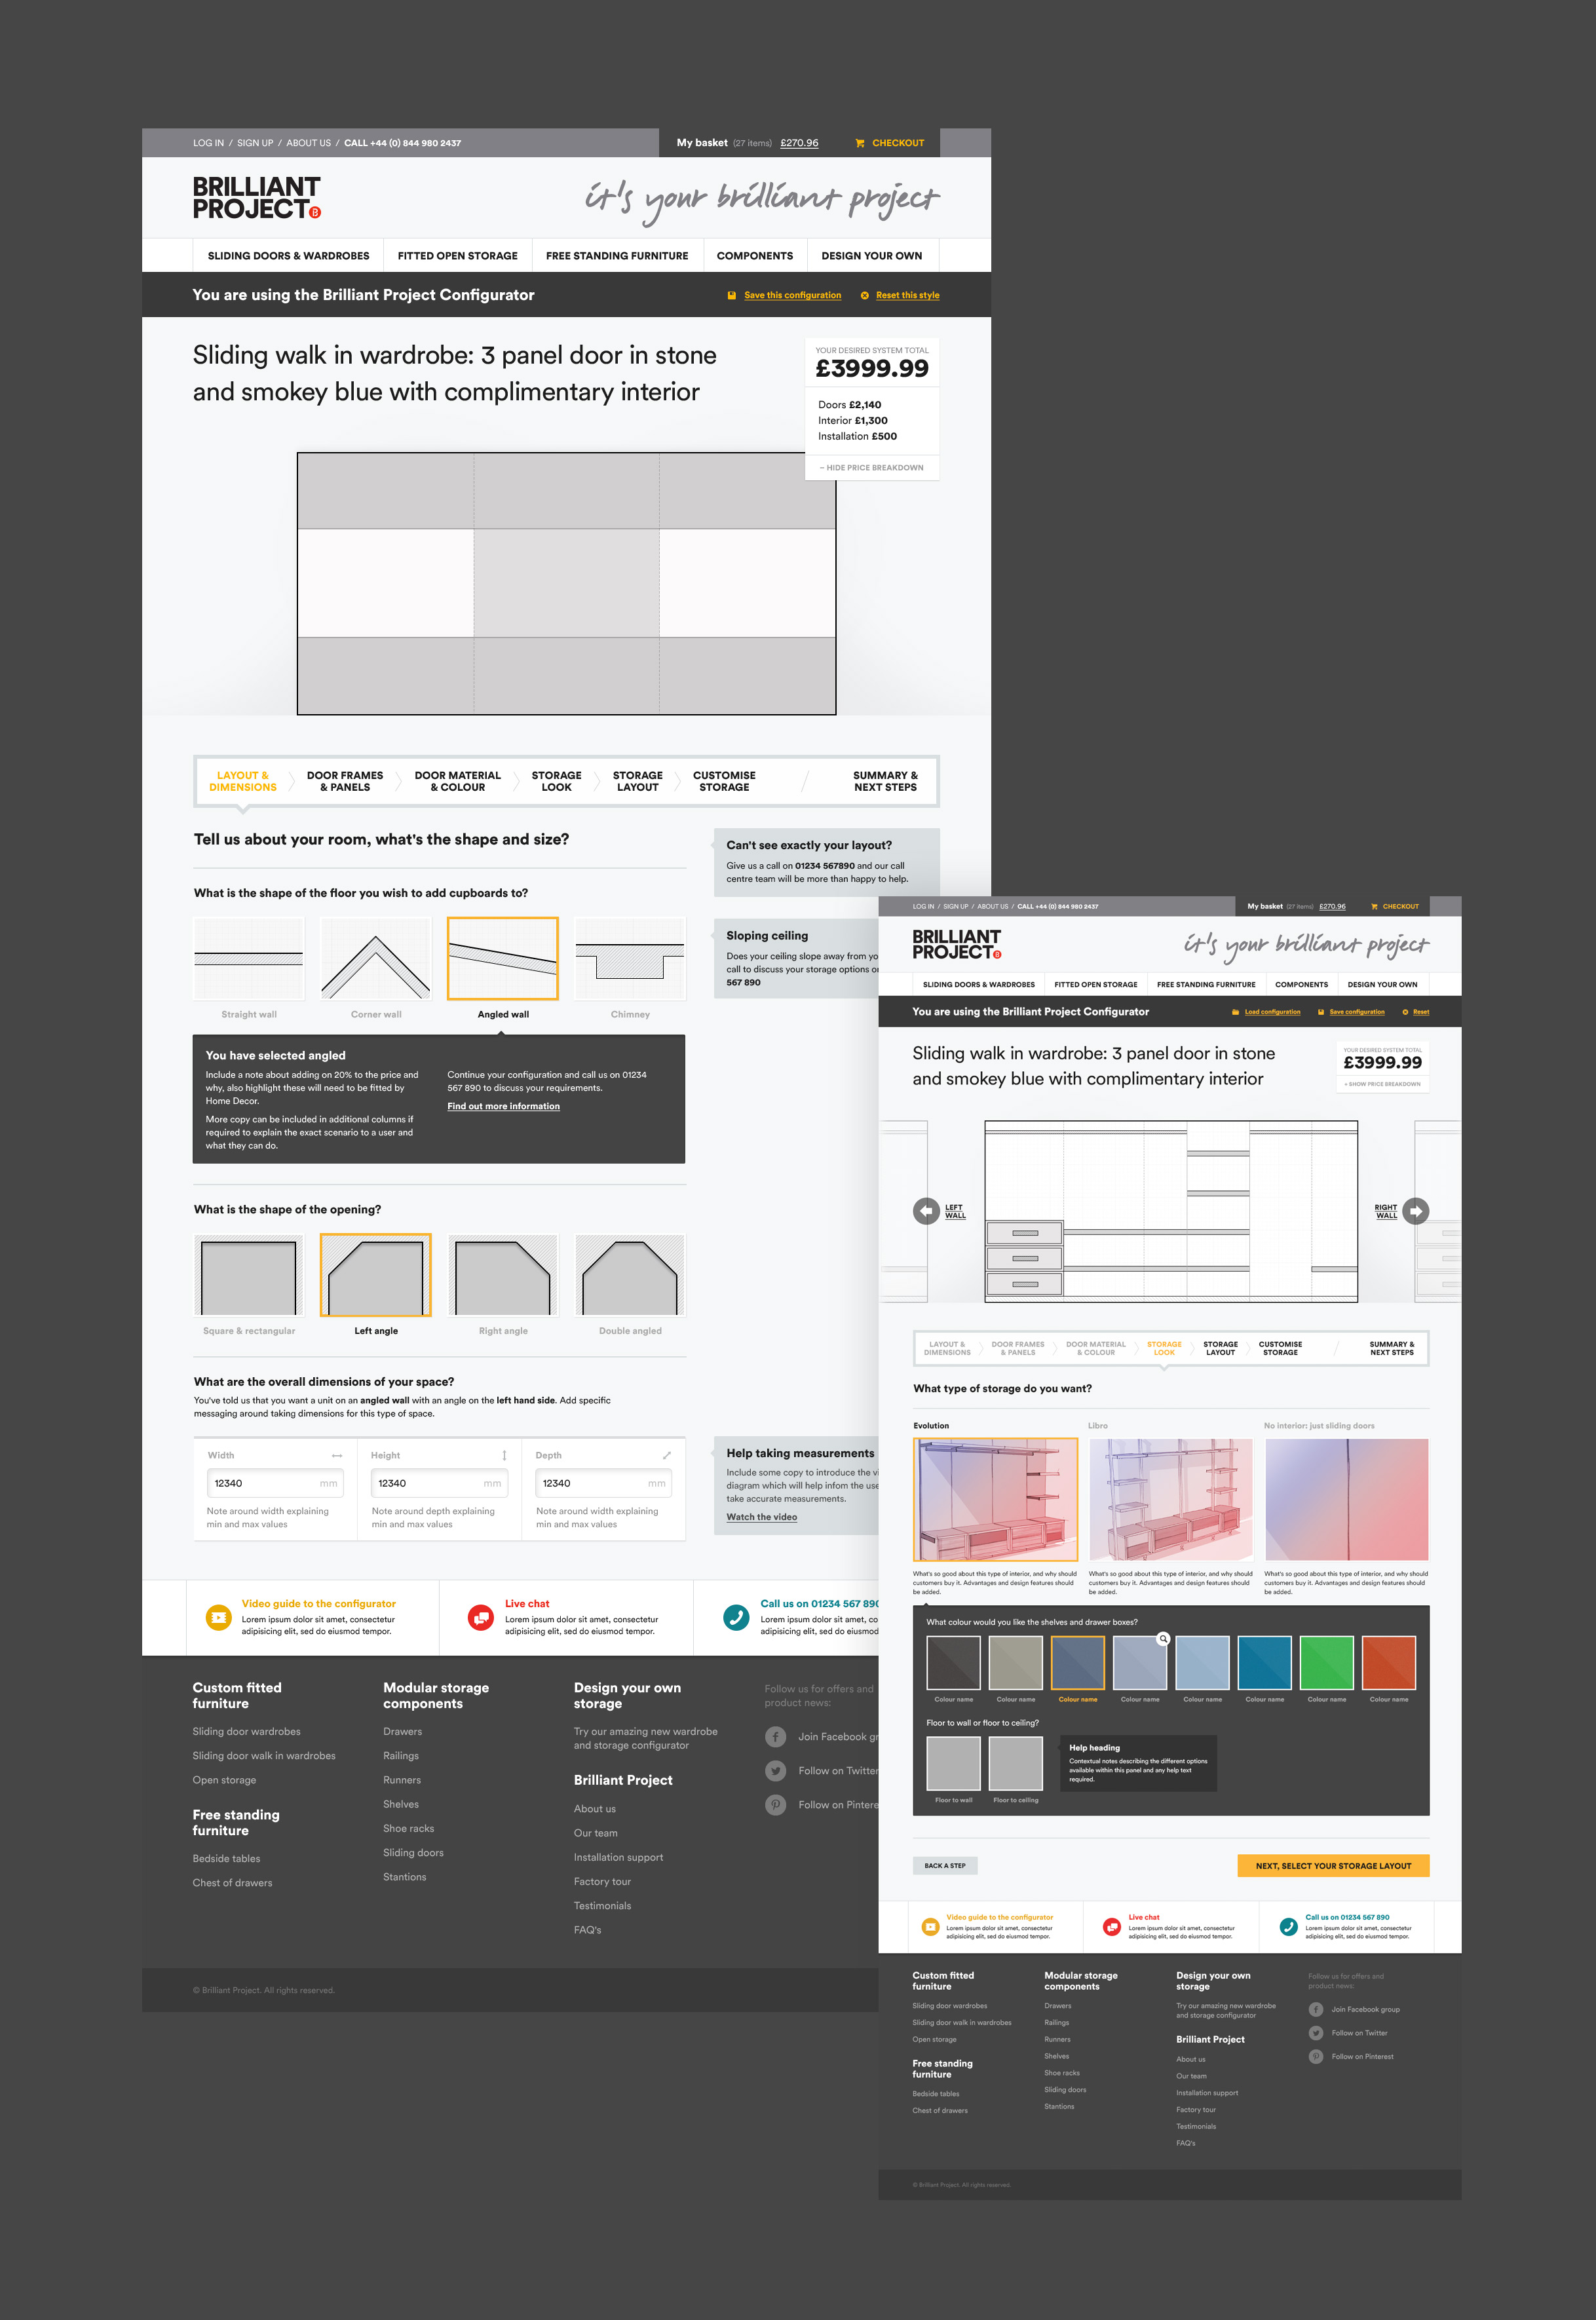 LOG IN / SIGN UP / ABOUT US / CALL +44 (0) 844 980 2437
My basket (27 items) £270.96 CHECKOUT
BRILLIANT
PROJECT B
it's your brilliant project
SLIDING DOORS & WARDROBES FITTED OPEN STORAGE FREE STANDING FURNITURE COMPONENTS DESIGN YOUR OWN
You are using the Brilliant Project Configurator
Save this configuration Reset this style
Sliding walk in wardrobe: 3 panel door in stone
and smokey blue with complimentary interior
YOUR DESIRED SYSTEM TOTAL
£3999.99
Doors £2,140
Interior £1,300
Installation £500
– HIDE PRICE BREAKDOWN
LAYOUT &
DIMENSIONS
DOOR FRAMES
& PANELS
DOOR MATERIAL
& COLOUR
STORAGE
LOOK
STORAGE
LAYOUT
CUSTOMISE
STORAGE
SUMMARY &
NEXT STEPS
Tell us about your room, what's the shape and size?
What is the shape of the floor you wish to add cupboards to?
Straight wall Corner wall Angled wall Chimney
You have selected angled
Include a note about adding on 20% to the price and
why, also highlight these will need to be fitted by
Home Decor.
More copy can be included in additional columns if
required to explain the exact scenario to a user and
what they can do.
Continue your configuration and call us on 01234
567 890 to discuss your requirements.
Find out more information
What is the shape of the opening?
Square & rectangular Left angle Right angle Double angled
What are the overall dimensions of your space?
You've told us that you want a unit on an angled wall with an angle on the left hand side. Add specific
messaging around taking dimensions for this type of space.
Width
12340 mm
Note around width explaining
min and max values
Height
12340 mm
Note around depth explaining
min and max values
Depth
12340 mm
Note around width explaining
min and max values
Can't see exactly your layout?
Give us a call on 01234 567890 and our call
centre team will be more than happy to help.
Sloping ceiling
Does your ceiling slope away from yo
call to discuss your storage options o
567 890
Help taking measurements
Include some copy to introduce the vi
diagram which will help infom the use
take accurate measurements.
Watch the video
Video guide to the configurator
Lorem ipsum dolor sit amet, consectetur
adipisicing elit, sed do eiusmod tempor.
Live chat
Lorem ipsum dolor sit amet, consectetur
adipisicing elit, sed do eiusmod tempor.
Call us on 01234 567 890
Lorem ipsum dolor sit amet, co
adipisicing elit, sed do eiusmod
Custom fitted
furniture
Sliding door wardrobes
Sliding door walk in wardrobes
Open storage
Free standing
furniture
Bedside tables
Chest of drawers
Modular storage
components
Drawers
Railings
Runners
Shelves
Shoe racks
Sliding doors
Stantions
Design your own
storage
Try our amazing new wardrobe
and storage configurator
Brilliant Project
About us
Our team
Installation support
Factory tour
Testimonials
FAQ's
Follow us for offers and
product news:
Join Facebook gr
Follow on Twitter
Follow on Pintere
© Brilliant Project. All rights reserved.
LOG IN / SIGN UP / ABOUT US / CALL +44 (0) 844 980 2437
My basket (27 items) £270.96 CHECKOUT
BRILLIANT
PROJECT B
it's your brilliant project
SLIDING DOORS & WARDROBES FITTED OPEN STORAGE FREE STANDING FURNITURE COMPONENTS DESIGN YOUR OWN
You are using the Brilliant Project Configurator
Load configuration Save configuration Reset
Sliding walk in wardrobe: 3 panel door in stone
and smokey blue with complimentary interior
YOUR DESIRED SYSTEM TOTAL
£3999.99
+ SHOW PRICE BREAKDOWN
LEFT
WALL
RIGHT
WALL
LAYOUT &
DIMENSIONS
DOOR FRAMES
& PANELS
DOOR MATERIAL
& COLOUR
STORAGE
LOOK
STORAGE
LAYOUT
CUSTOMISE
STORAGE
SUMMARY &
NEXT STEPS
What type of storage do you want?
Evolution
What's so good about this type of interior, and why should
customers buy it. Advantages and design features should
be added.
Libro
What's so good about this type of interior, and why should
customers buy it. Advantages and design features should
be added.
No interior: just sliding doors
What's so good about this type of interior, and why should
customers buy it. Advantages and design features should
be added.
What colour would you like the shelves and drawer boxes?
Colour name Colour name Colour name Colour name Colour name Colour name Colour name Colour name
Floor to wall or floor to ceiling?
Floor to wall Floor to ceiling
Help heading
Contextual notes describing the different options
available within this panel and any help text
required.
BACK A STEP
NEXT, SELECT YOUR STORAGE LAYOUT
Video guide to the configurator
Lorem ipsum dolor sit amet, consectetur
adipisicing elit, sed do eiusmod tempor.
Live chat
Lorem ipsum dolor sit amet, consectetur
adipisicing elit, sed do eiusmod tempor.
Call us on 01234 567 890
Lorem ipsum dolor sit amet, consectetur
adipisicing elit, sed do eiusmod tempor.
Custom fitted
furniture
Sliding door wardrobes
Sliding door walk in wardrobes
Open storage
Free standing
furniture
Bedside tables
Chest of drawers
Modular storage
components
Drawers
Railings
Runners
Shelves
Shoe racks
Sliding doors
Stantions
Design your own
storage
Try our amazing new wardrobe
and storage configurator
Brilliant Project
About us
Our team
Installation support
Factory tour
Testimonials
FAQ's
Follow us for offers and
product news:
Join Facebook group
Follow on Twitter
Follow on Pinterest
© Brilliant Project. All rights reserved.